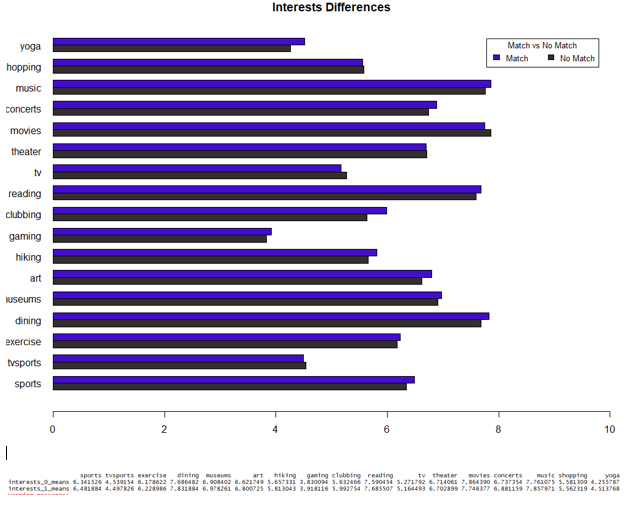 Interests Differences
Match vs No Match
Match No Match
yoga
hopping
music
concerts
movies
theater
tv
reading
clubbing
gaming
hiking
art
useums
dining
exercise
tvsports
sports
0 2 4 6 8 10
sports tvsports exercise dining museums art hiking gaming clubbing reading tv theater movies concerts music shopping yoga
interests_0_means 6.341526 4.539154 6.178622 7.686482 6.908402 6.621749 5.657331 3.830094 5.632466 7.590454 5.271792 6.714061 7.864390 6.737354 7.761075 5.581309 4.255787
interests_1_means 6.481884 4.497826 6.228986 7.831884 6.978261 6.800725 5.813043 3.918116 5.992754 7.685507 5.164493 6.702899 7.746377 6.881159 7.857971 5.562319 4.513768